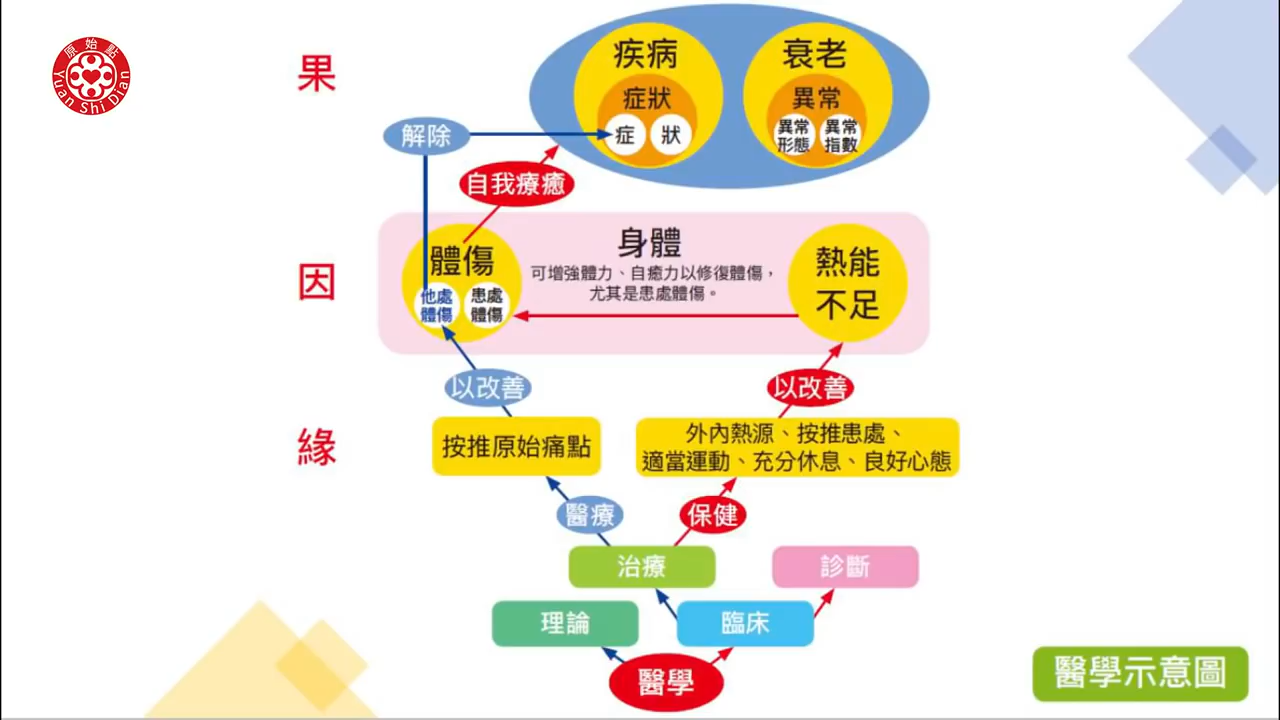 原始點
Yuan Shi Dian
果
疾病
症狀
症
狀
衰老
異常
異常
形態
異常
指數
解除
自我療癒
因
體傷
他處
體傷
患處
體傷
身體
可增強體力、自癒力以修復體傷，
尤其是患處體傷。
熱能
不足
以改善
以改善
緣
按推原始痛點
外內熱源、按推患處、
適當運動、充分休息、良好心態
醫療
保健
治療
診斷
理論
臨床
醫學
醫學示意圖